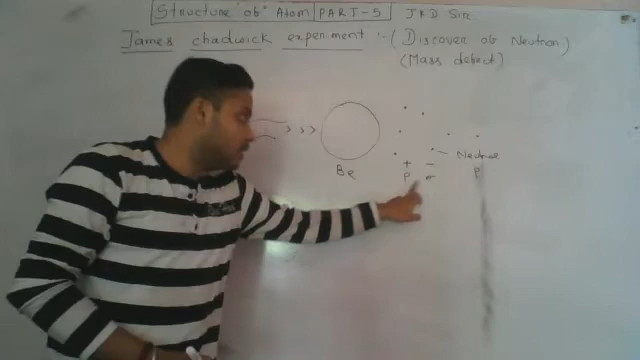 Structure of Atom PART-5 JKD Sir
James chadwick experiment :- (Discover of Neutron)
(Mass defect)
Neutron
+ -
P e- P
Be